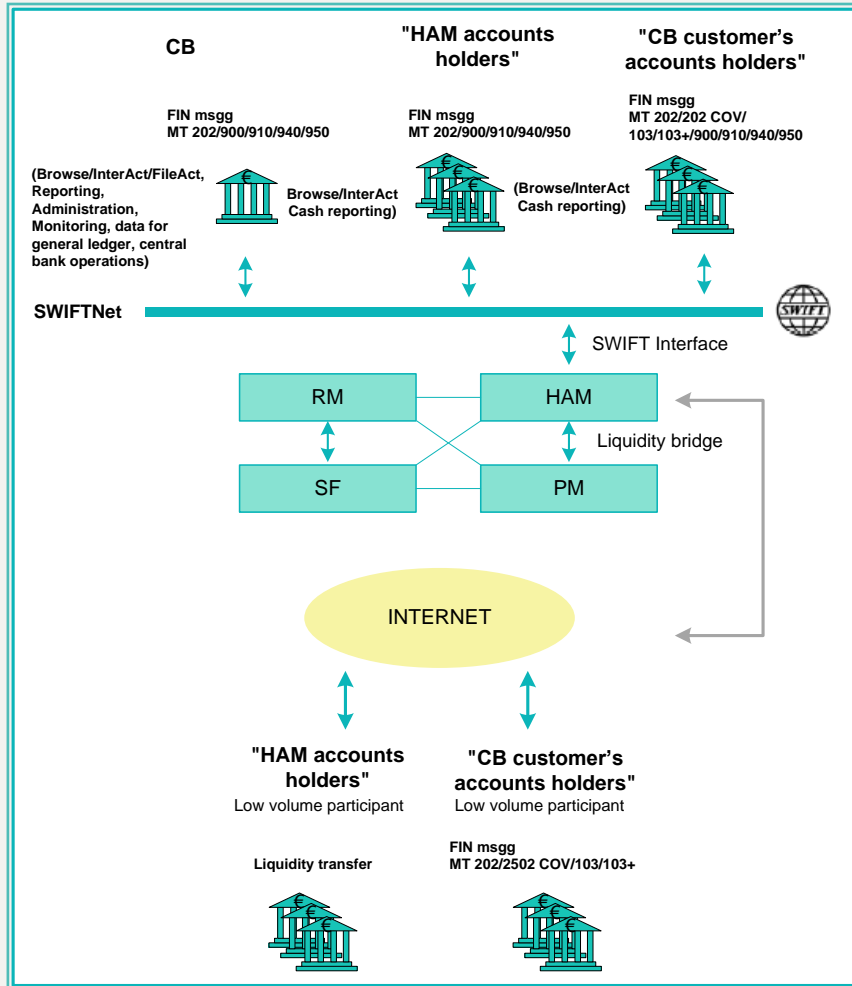 CB
"HAM accounts
holders"
"CB customer's
accounts holders"
FIN msgg
MT 202/900/910/940/950
FIN msgg
MT 202/900/910/940/950
FIN msgg
MT 202/202 COV/
103/103+/900/910/940/950
(Browse/InterAct/FileAct,
Reporting,
Administration,
Monitoring, data for
general ledger, central
bank operations)
€
Browse/InterAct
Cash reporting)
€
€
€
(Browse/InterAct
Cash reporting)
€
€
€
SWIFTNet
SWIFT
SWIFT Interface
RM
HAM
Liquidity bridge
SF
PM
INTERNET
"HAM accounts
holders"
Low volume participant
"CB customer's
accounts holders"
Low volume participant
Liquidity transfer
FIN msgg
MT 202/2502 COV/103/103+
€
€
€
€
€
€